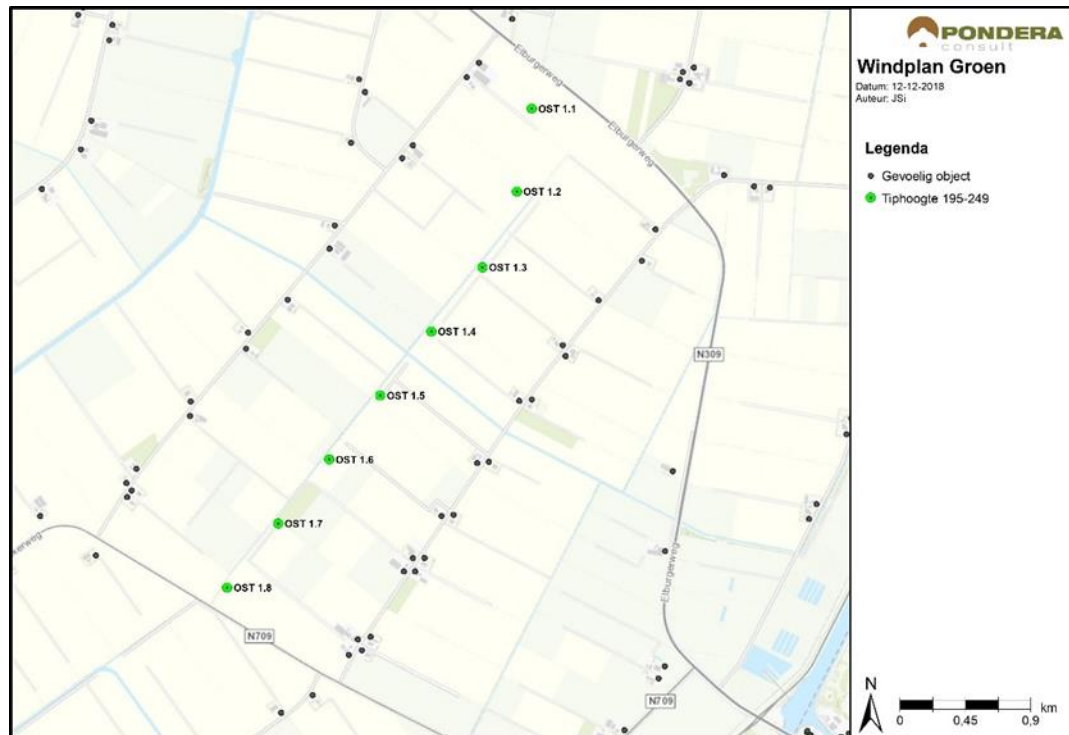 PONDERA
consult
Windplan Groen
Datum: 12-12-2018
Auteur: JSi
Legenda
Gevoelig object
Tiphoogte 195-249
Elburgerweg
OST 1.1
Elburgerweg
OST 1.2
OST 1.3
OST 1.4
N309
OST 1.5
OST 1.6
OST 1.7
kerweg
Elburgerweg
OST 1.8
N709
N709
N
km
0 0,45 0,9